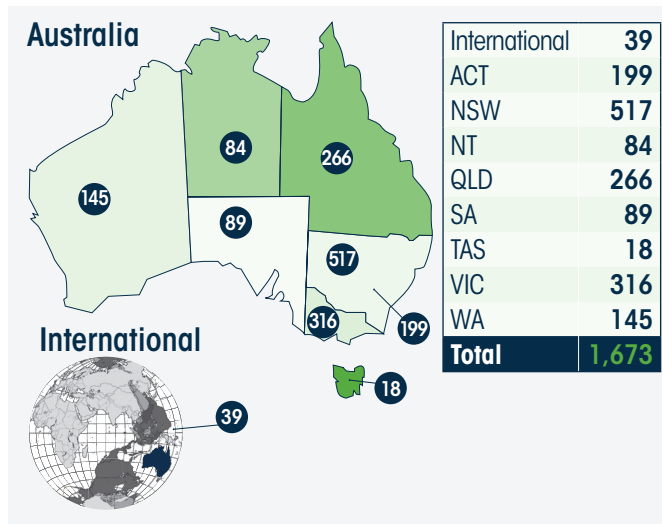 Australia
84
266
145
89
517
316
199
International
18
39
International 39
ACT 199
NSW 517
NT 84
QLD 266
SA 89
TAS 18
VIC 316
WA 145
Total 1,673